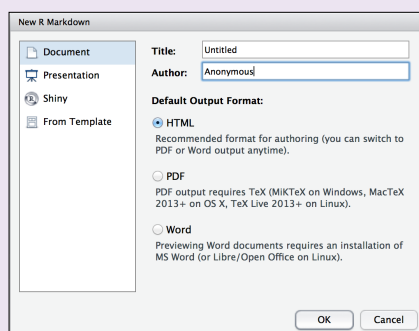 New R Markdown
Document
Presentation
Shiny
From Template
Title: Untitled
Author: Anonymous
Default Output Format:
HTML
Recommended format for authoring (you can switch to
PDF or Word output anytime).
PDF
PDF output requires TeX (MiKTeX on Windows, MacTeX
2013+ on OS X, TeX Live 2013+ on Linux).
Word
Previewing Word documents requires an installation of
MS Word (or Libre/Open Office on Linux).
OK Cancel